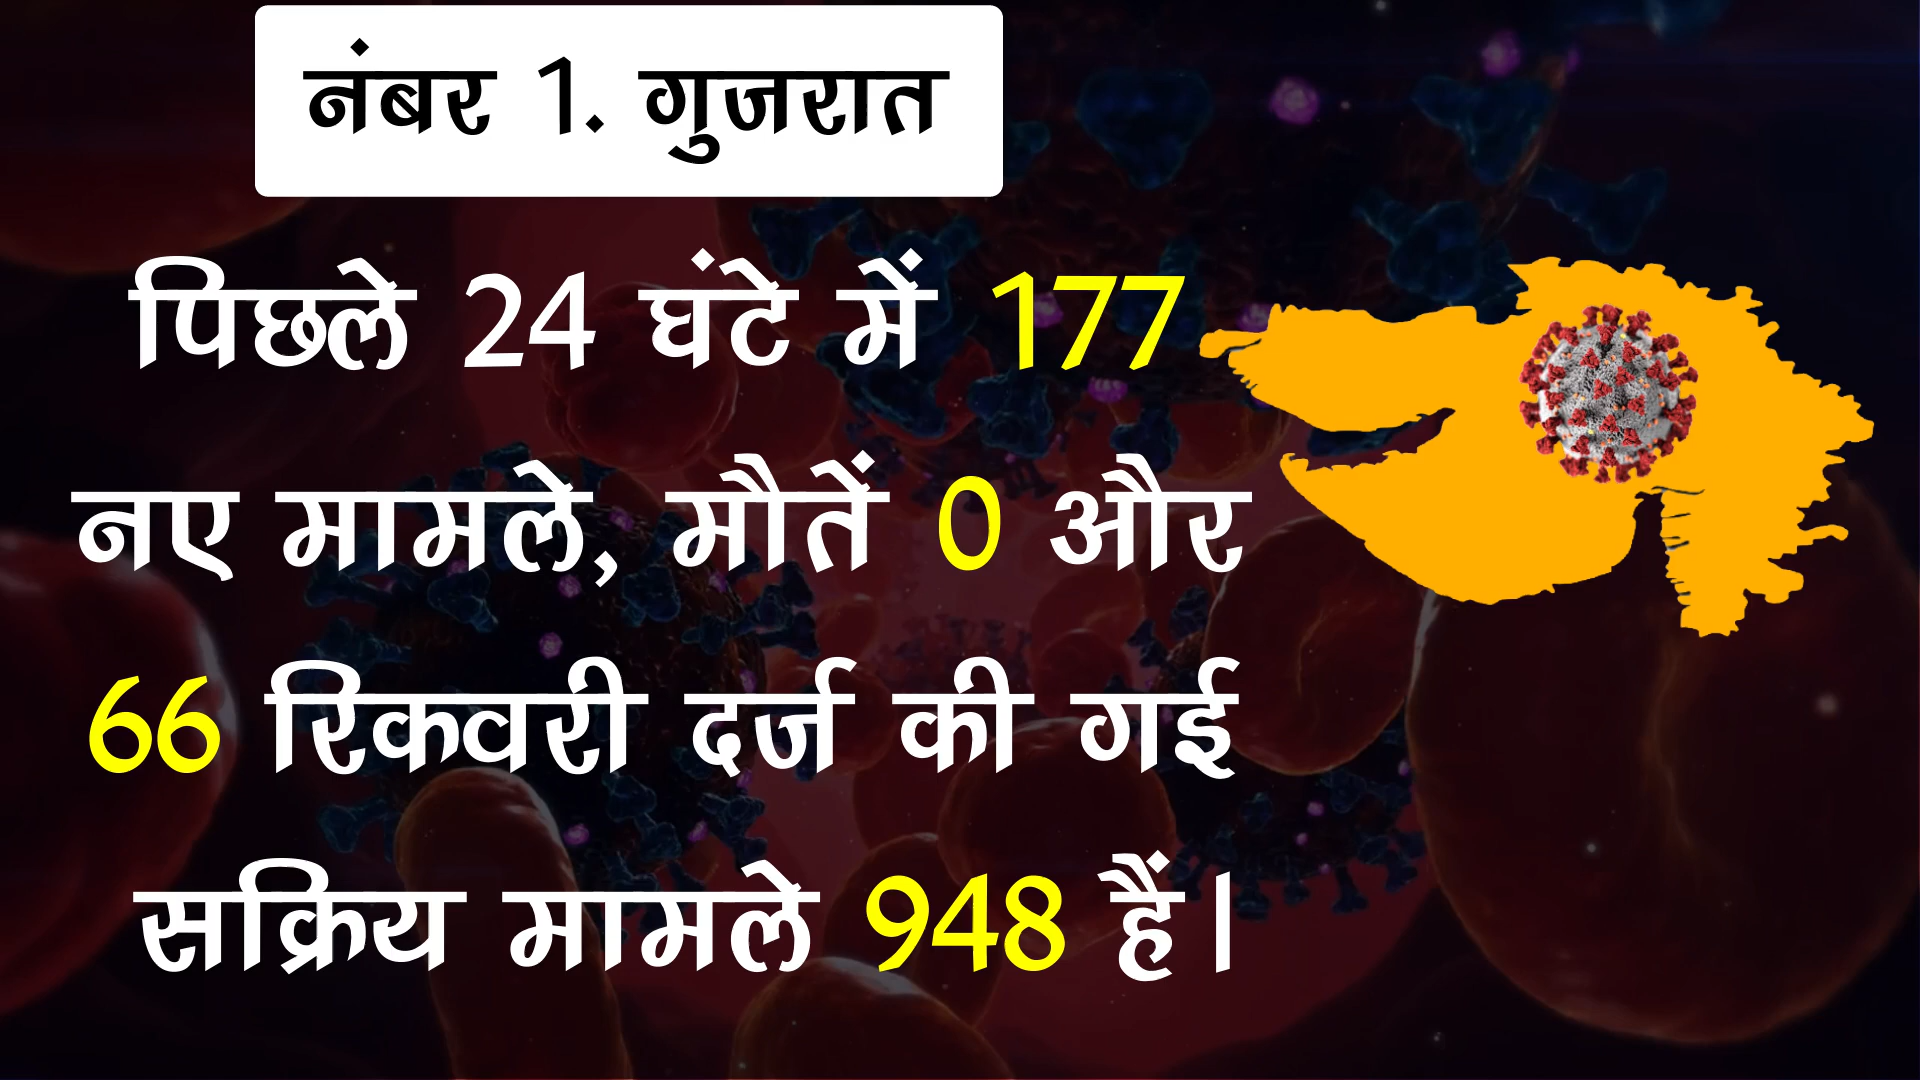 नंबर 1. गुजरात
पिछले 24 घंटे में 177
नए मामले, मौतें 0 और
66 रिकवरी दर्ज की गई
सक्रिय मामले 948 हैं।